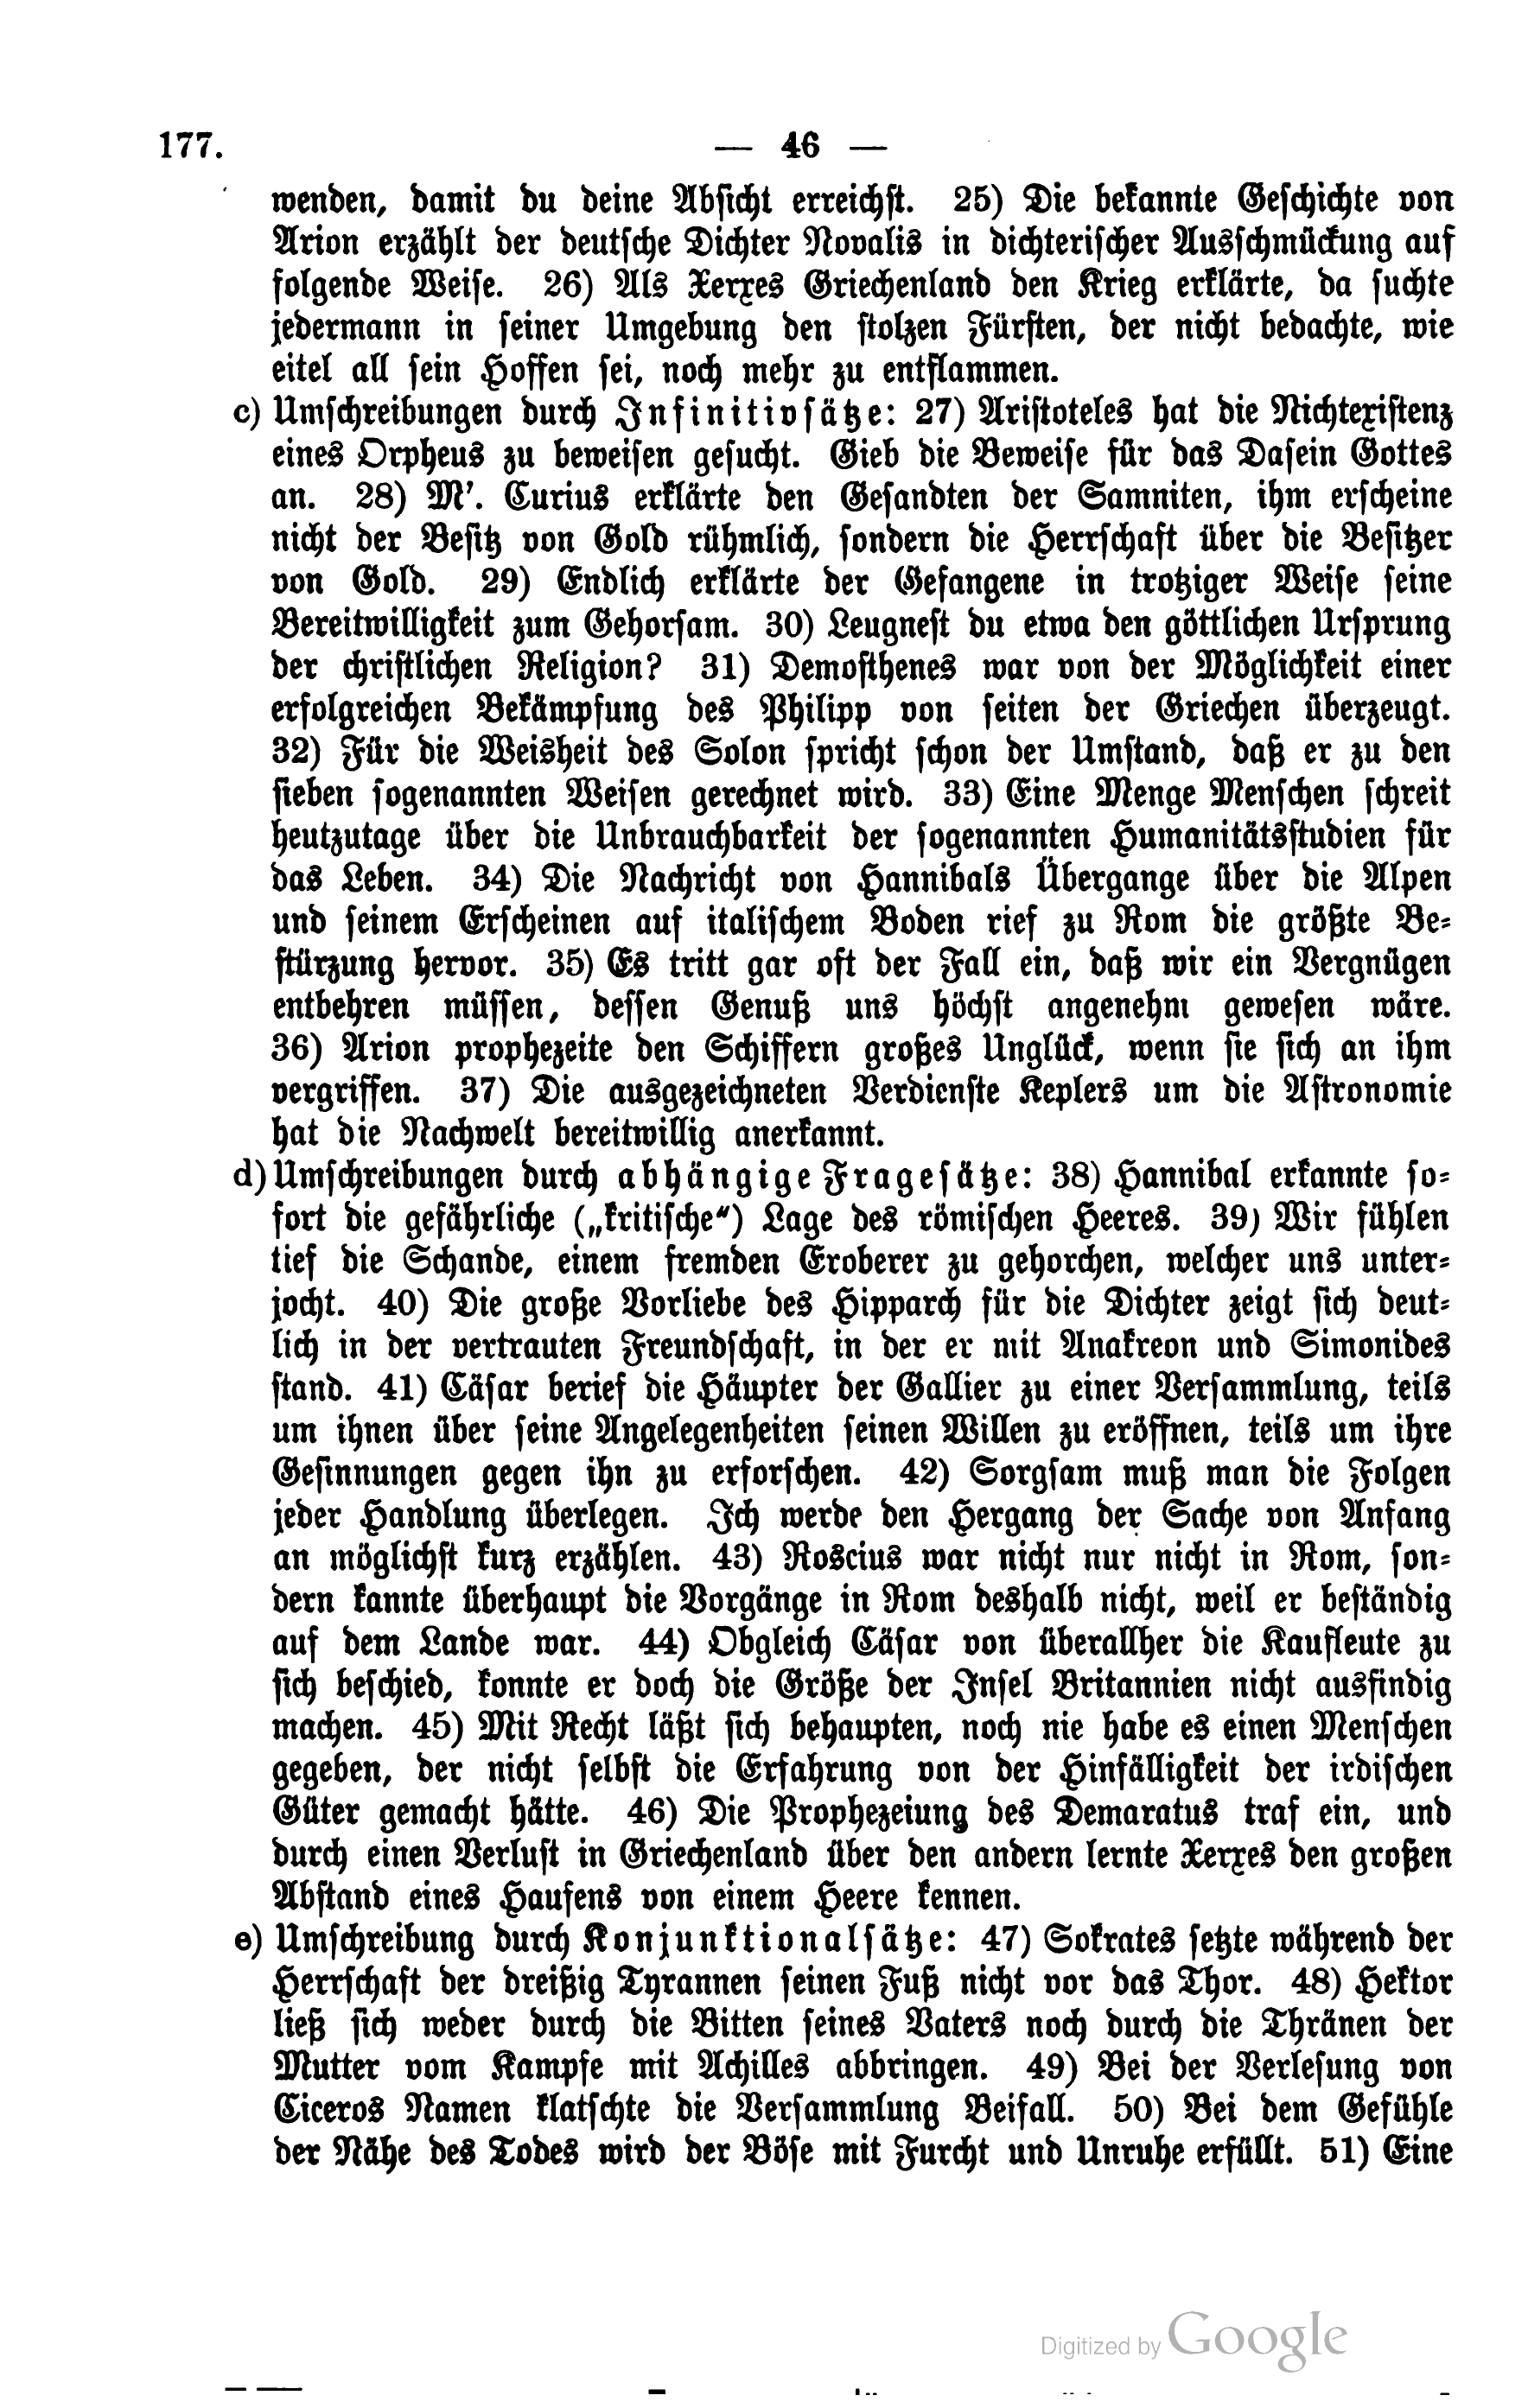 177.
— 46 —
wenden, damit du deine Absicht erreichst. 25) Die bekannte Geschichte von
Arion erzählt der deutsche Dichter Novalis in dichterischer Ausschmückung auf
folgende Weise. 26) Als Xerxes Griechenland den Krieg erklärte, da suchte
jedermann in seiner Umgebung den stolzen Fürsten, der nicht bedachte, wie
eitel all sein Hoffen sei, noch mehr zu entflammen.
c) Umschreibungen durch Infinitivsätze: 27) Aristoteles hat die Nichtexistenz
eines Orpheus zu beweisen gesucht. Gieb die Beweise für das Dasein Gottes
an. 28) M'. Curius erklärte den Gesandten der Samniten, ihm erscheine
nicht der Besitz von Gold rühmlich, sondern die Herrschaft über die Besitzer
von Gold. 29) Endlich erklärte der Gefangene in trotziger Weise seine
Bereitwilligkeit zum Gehorsam. 30) Leugnest du etwa den göttlichen Ursprung
der christlichen Religion? 31) Demosthenes war von der Möglichkeit einer
erfolgreichen Bekämpfung des Philipp von seiten der Griechen überzeugt.
32) Für die Weisheit des Solon spricht schon der Umstand, daß er zu den
sieben sogenannten Weisen gerechnet wird. 33) Eine Menge Menschen schreit
heutzutage über die Unbrauchbarkeit der sogenannten Humanitätsstudien für
das Leben. 34) Die Nachricht von Hannibals Übergange über die Alpen
und seinem Erscheinen auf italischem Boden rief zu Rom die größte Be-
stürzung hervor. 35) Es tritt gar oft der Fall ein, daß wir ein Vergnügen
entbehren müssen, dessen Genuß uns höchst angenehm gewesen wäre.
36) Arion prophezeite den Schiffern großes Unglück, wenn sie sich an ihm
vergriffen. 37) Die ausgezeichneten Verdienste Keplers um die Astronomie
hat die Nachwelt bereitwillig anerkannt.
d) Umschreibungen durch abhängige Fragesätze: 38) Hannibal erkannte so-
fort die gefährliche („kritische“) Lage des römischen Heeres. 39) Wir fühlen
tief die Schande, einem fremden Eroberer zu gehorchen, welcher uns unter-
jocht. 40) Die große Vorliebe des Hipparch für die Dichter zeigt sich deut-
lich in der vertrauten Freundschaft, in der er mit Anakreon und Simonides
stand. 41) Cäsar berief die Häupter der Gallier zu einer Versammlung, teils
um ihnen über seine Angelegenheiten seinen Willen zu eröffnen, teils um ihre
Gesinnungen gegen ihn zu erforschen. 42) Sorgsam muß man die Folgen
jeder Handlung überlegen. Ich werde den Hergang der Sache von Anfang
an möglichst kurz erzählen. 43) Roscius war nicht nur nicht in Rom, son-
dern kannte überhaupt die Vorgänge in Rom deshalb nicht, weil er beständig
auf dem Lande war. 44) Obgleich Cäsar von überallher die Kaufleute zu
sich beschied, konnte er doch die Größe der Insel Britannien nicht ausfindig
machen. 45) Mit Recht läßt sich behaupten, noch nie habe es einen Menschen
gegeben, der nicht selbst die Erfahrung von der Hinfälligkeit der irdischen
Güter gemacht hätte. 46) Die Prophezeiung des Demaratus traf ein, und
durch einen Verlust in Griechenland über den andern lernte Xerxes den großen
Abstand eines Haufens von einem Heere kennen.
e) Umschreibung durch Konjunktionalsätze: 47) Sokrates setzte während der
Herrschaft der dreißig Tyrannen seinen Fuß nicht vor das Thor. 48) Hektor
ließ sich weder durch die Bitten seines Vaters noch durch die Thränen der
Mutter vom Kampfe mit Achilles abbringen. 49) Bei der Verlesung von
Ciceros Namen klatschte die Versammlung Beifall. 50) Bei dem Gefühle
der Nähe des Todes wird der Böse mit Furcht und Unruhe erfüllt. 51) Eine
Digitized by Google